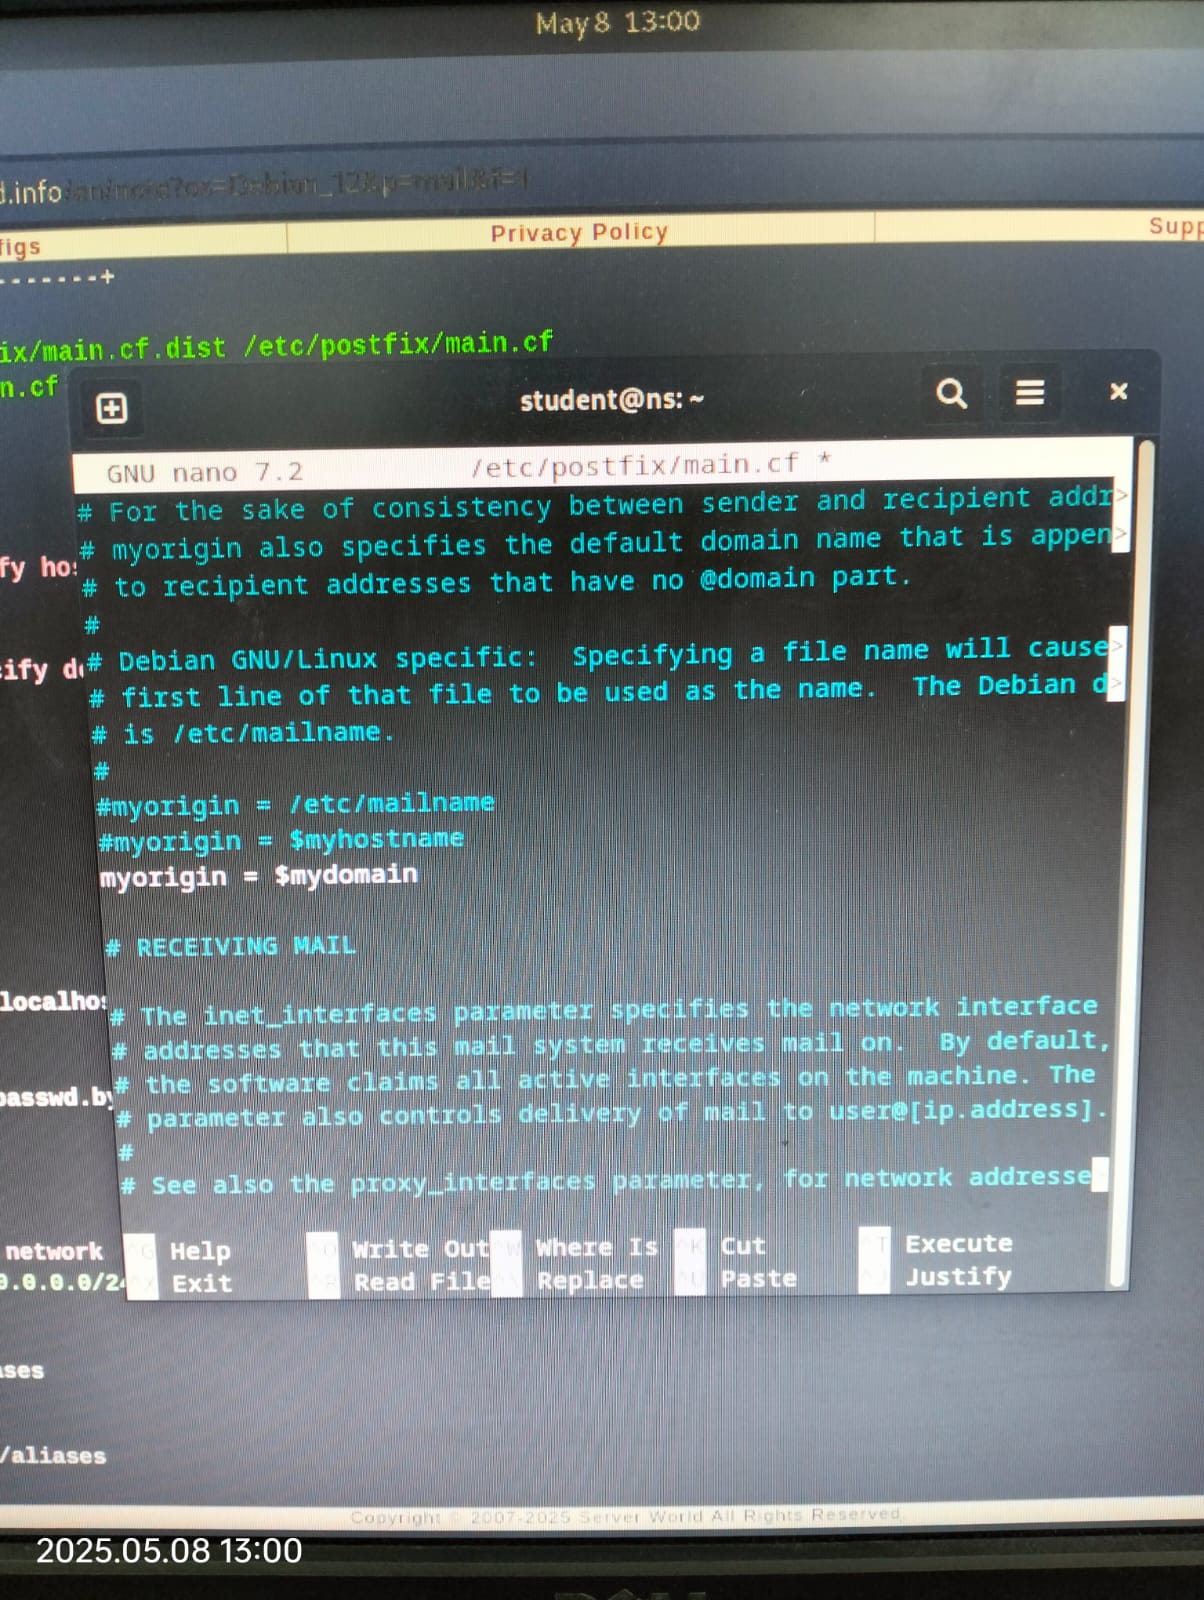 May 8 13:00
d.info
figs
Privacy Policy
Supp
-------+
ix/main.cf.dist /etc/postfix/main.cf
n.cf
student@ns: ~
GNU nano 7.2 /etc/postfix/main.cf *
# For the sake of consistency between sender and recipient addr>
# myorigin also specifies the default domain name that is appen>
# to recipient addresses that have no @domain part.
#
# Debian GNU/Linux specific:  Specifying a file name will cause>
# first line of that file to be used as the name.  The Debian d>
# is /etc/mailname.
#
#myorigin = /etc/mailname
#myorigin = $myhostname
myorigin = $mydomain
# RECEIVING MAIL
# The inet_interfaces parameter specifies the network interface
# addresses that this mail system receives mail on.  By default,
# the software claims all active interfaces on the machine. The
# parameter also controls delivery of mail to user@[ip.address].
#
# See also the proxy_interfaces parameter, for network addresse
^G Help ^O Write Out ^W Where Is ^K Cut ^T Execute
^X Exit ^R Read File ^\ Replace ^U Paste ^J Justify
fy hos
ify de
localhos
passwd.by
network
0.0.0.0/24
ases
/aliases
Copyright © 2007-2025 Server World All Rights Reserved.
2025.05.08 13:00